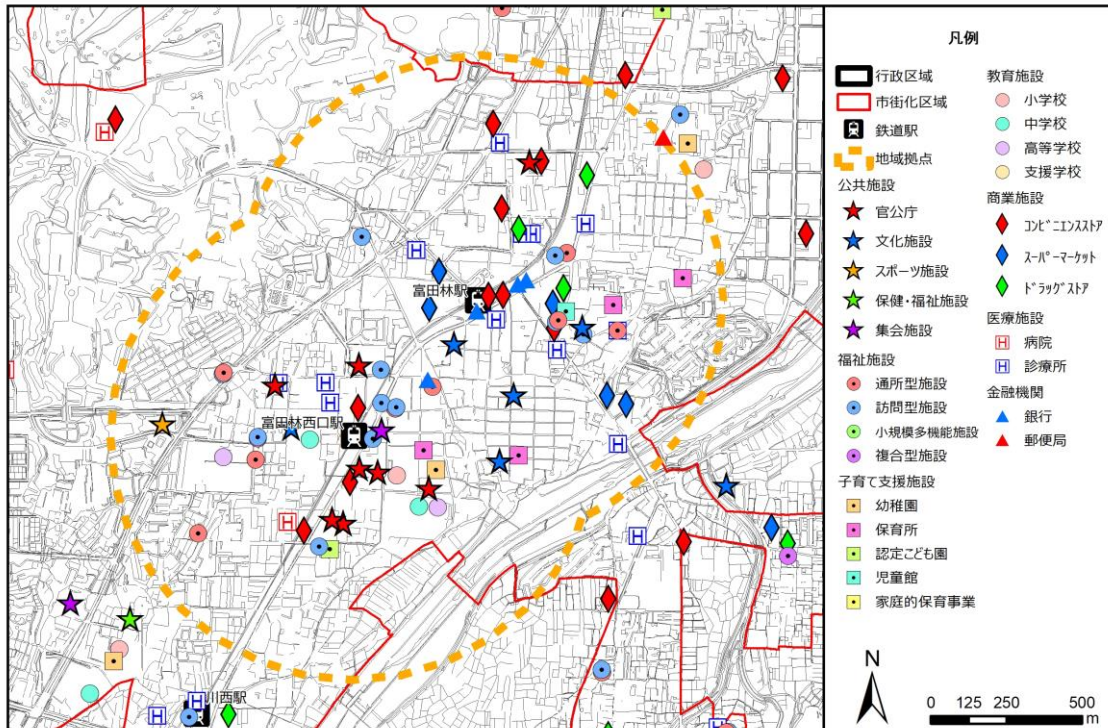 富田林駅
富田林西口駅
川西駅
凡例
行政区域
市街化区域
鉄道駅
地域拠点
公共施設
官公庁
文化施設
スポーツ施設
保健・福祉施設
集会施設
福祉施設
通所型施設
訪問型施設
小規模多機能施設
複合型施設
子育て支援施設
幼稚園
保育所
認定こども園
児童館
家庭的保育事業
教育施設
小学校
中学校
高等学校
支援学校
商業施設
コンビニエンスストア
スーパーマーケット
ドラッグストア
医療施設
病院
診療所
金融機関
銀行
郵便局
N
0 125 250 500
m